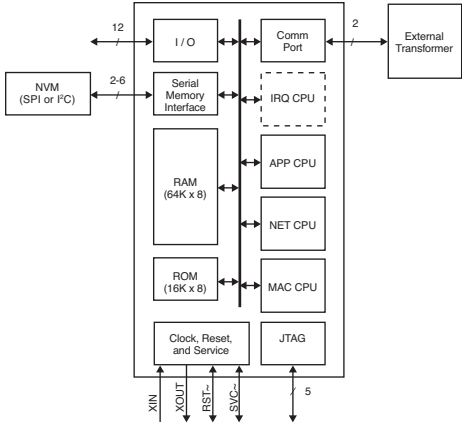 12
I / O
Comm
Port
2
External
Transformer
NVM
(SPI or I²C)
2-6
Serial
Memory
Interface
IRQ CPU
RAM
(64K x 8)
APP CPU
NET CPU
ROM
(16K x 8)
MAC CPU
Clock, Reset,
and Service
JTAG
XIN
XOUT
RST~
SVC~
5